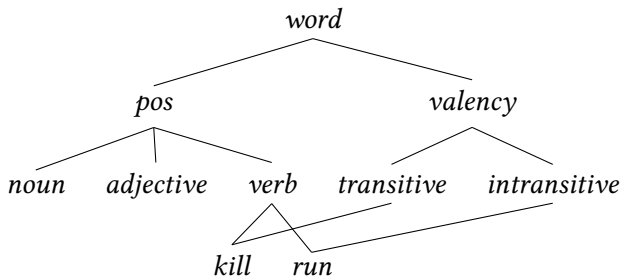 word
pos valency
noun adjective verb transitive intransitive
kill run